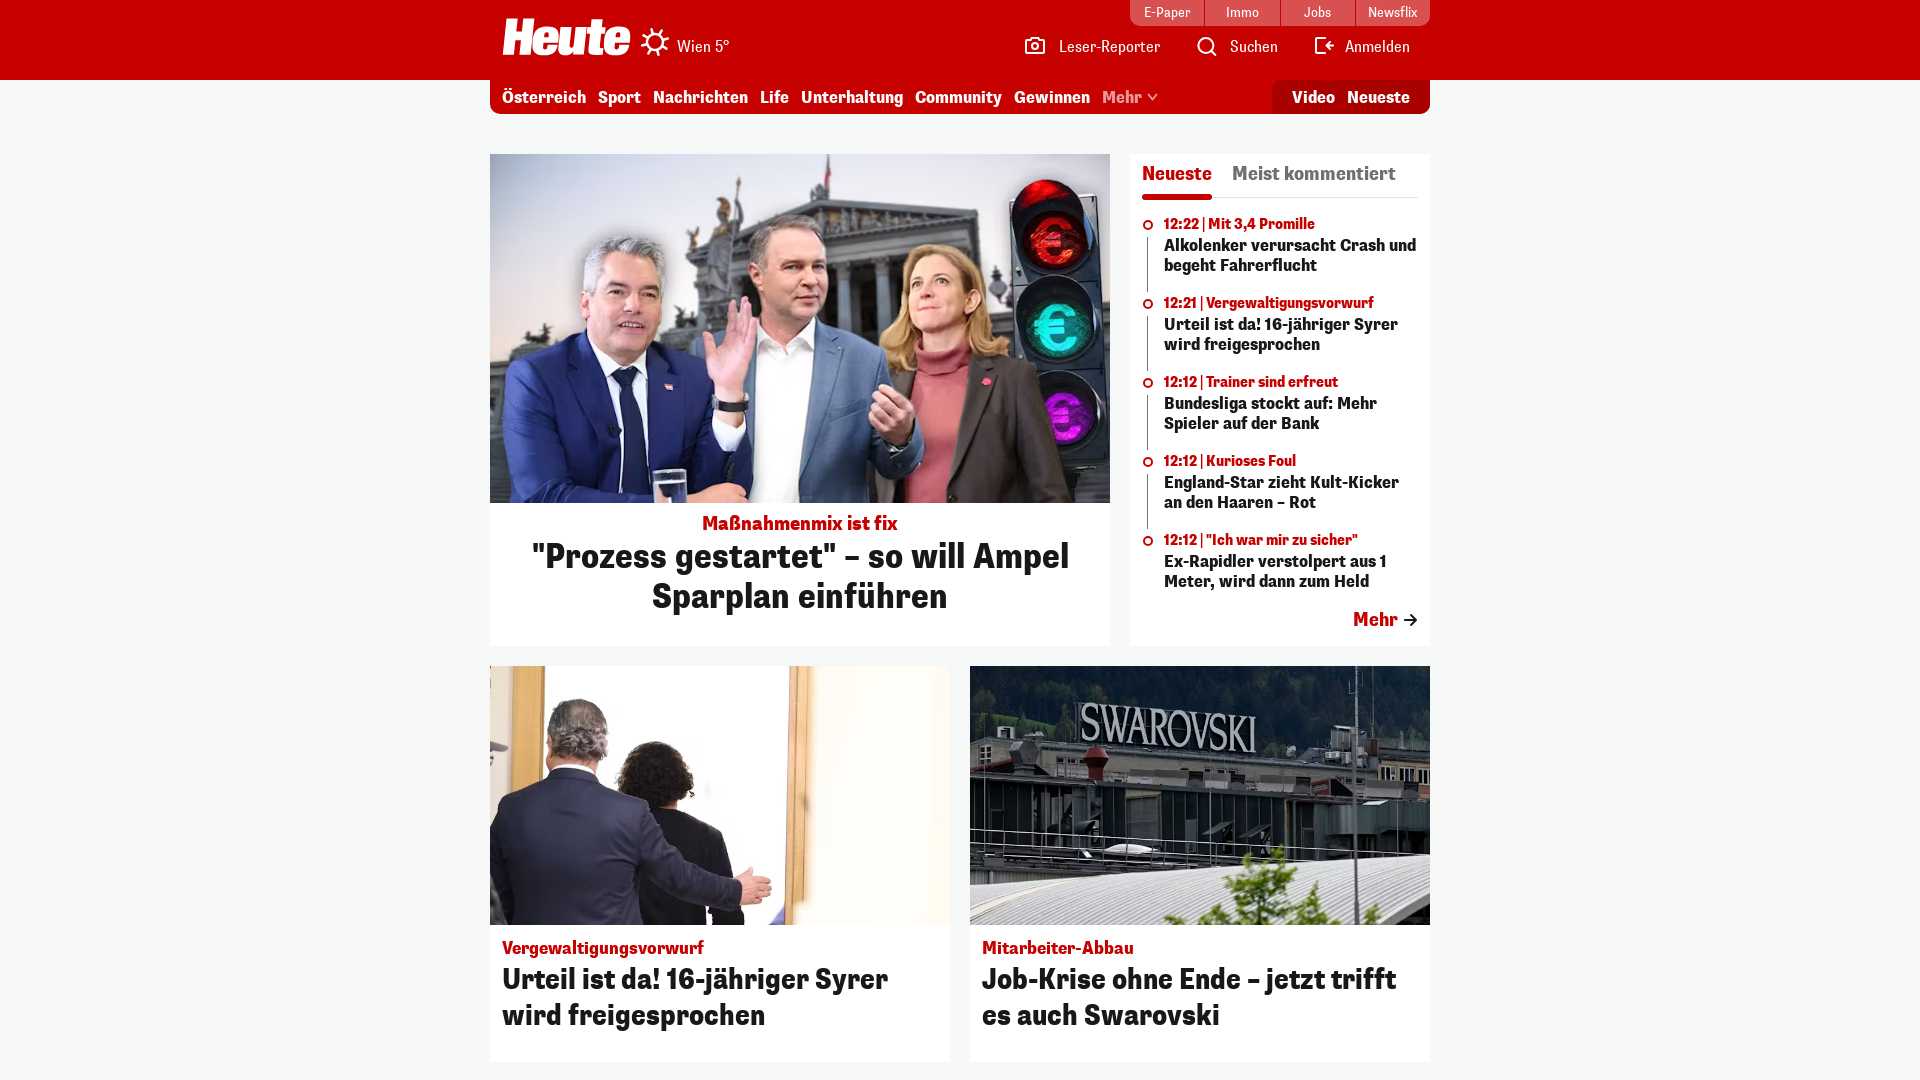 E-Paper
Immo
Jobs
Newsflix
Heute
Wien 5°
Leser-Reporter
Suchen
Anmelden
Österreich
Sport
Nachrichten
Life
Unterhaltung
Community
Gewinnen
Mehr
Video
Neueste
Maßnahmenmix ist fix
"Prozess gestartet" – so will Ampel
Sparplan einführen
Neueste
Meist kommentiert
12:22 | Mit 3,4 Promille
Alkolenker verursacht Crash und
begeht Fahrerflucht
12:21 | Vergewaltigungsvorwurf
Urteil ist da! 16-jähriger Syrer
wird freigesprochen
12:12 | Trainer sind erfreut
Bundesliga stockt auf: Mehr
Spieler auf der Bank
12:12 | Kurioses Foul
England-Star zieht Kult-Kicker
an den Haaren – Rot
12:12 | "Ich war mir zu sicher"
Ex-Rapidler verstolpert aus 1
Meter, wird dann zum Held
Mehr
Vergewaltigungsvorwurf
Urteil ist da! 16-jähriger Syrer
wird freigesprochen
SWAROVSKI
Mitarbeiter-Abbau
Job-Krise ohne Ende – jetzt trifft
es auch Swarovski